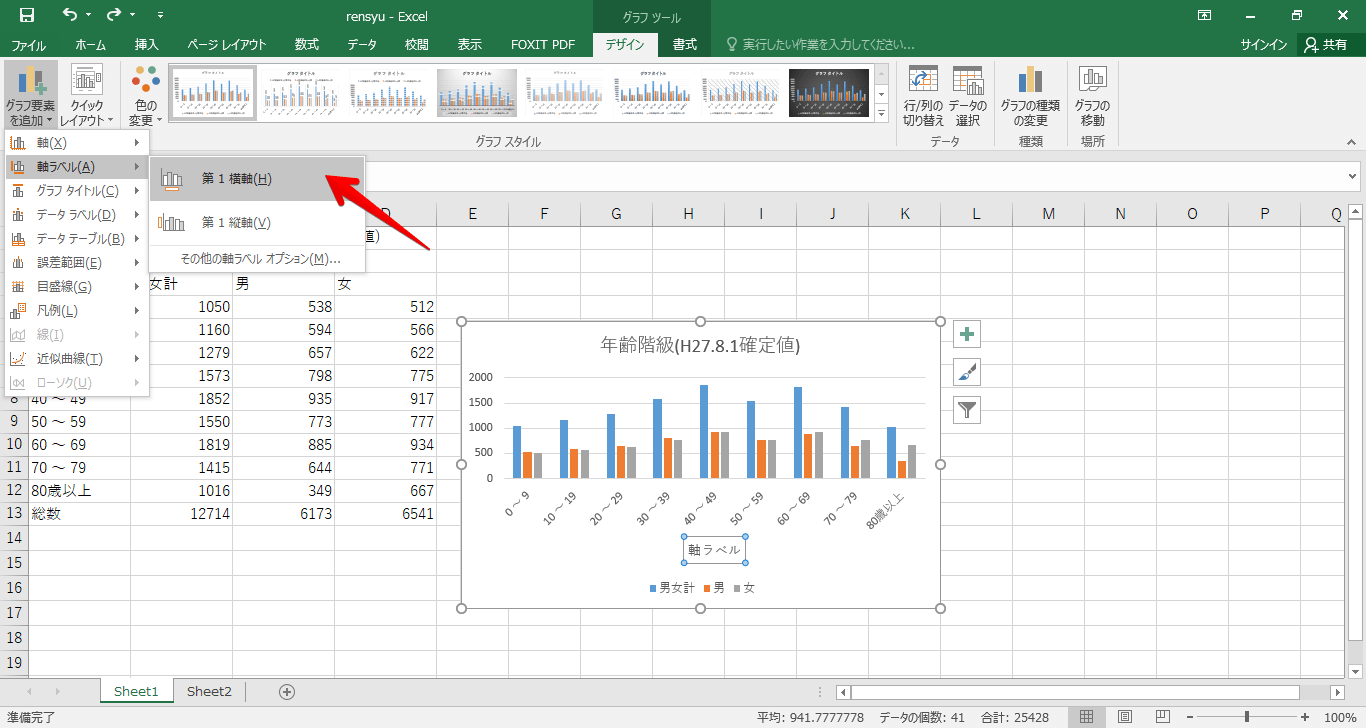 rensyu - Excel
グラフ ツール
ファイル ホーム 挿入 ページ レイアウト 数式 データ 校閲 表示 FOXIT PDF デザイン 書式 実行したい作業を入力してください... サインイン 共有
グラフ要素を追加
クイック レイアウト
色の変更
行/列の切り替え
データの選択
グラフの種類の変更
グラフの移動
グラフ スタイル データ 種類 場所
軸(X)
軸ラベル(A)
グラフ タイトル(C)
データ ラベル(D)
データ テーブル(B)
誤差範囲(E)
目盛線(G)
凡例(L)
線(I)
近似曲線(T)
ローソク(U)
第 1 横軸(H)
第 1 縦軸(V)
その他の軸ラベル オプション(M)...
D E F G H I J K L M N O P Q
値)
女計 男 女
1050 538 512
1160 594 566
1279 657 622
1573 798 775
8 40 ～ 49 1852 935 917
9 50 ～ 59 1550 773 777
10 60 ～ 69 1819 885 934
11 70 ～ 79 1415 644 771
12 80歳以上 1016 349 667
13 総数 12714 6173 6541
14
15
16
17
18
19
年齢階級(H27.8.1確定値)
2000
1500
1000
500
0
0 ～ 9 10 ～ 19 20 ～ 29 30 ～ 39 40 ～ 49 50 ～ 59 60 ～ 69 70 ～ 79 80歳以上
軸ラベル
男女計 男 女
Sheet1 Sheet2
準備完了 平均: 941.7777778 データの個数: 41 合計: 25428 100%